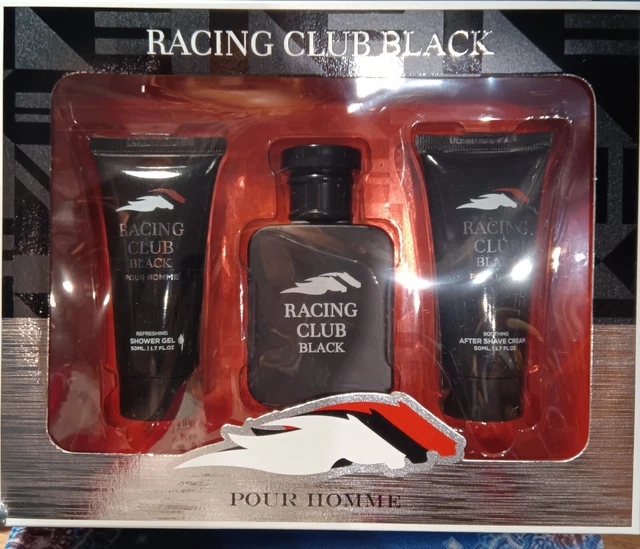 RACING CLUB BLACK
RACING
CLUB
BLACK
POUR HOMME
REFRESHING
SHOWER GEL
50ML | 1.7 FL.OZ
RACING
CLUB
BLACK
RACING
CLUB
BLACK
SOOTHING
AFTER SHAVE CREAM
50ML | 1.7 FL.OZ
POUR HOMME